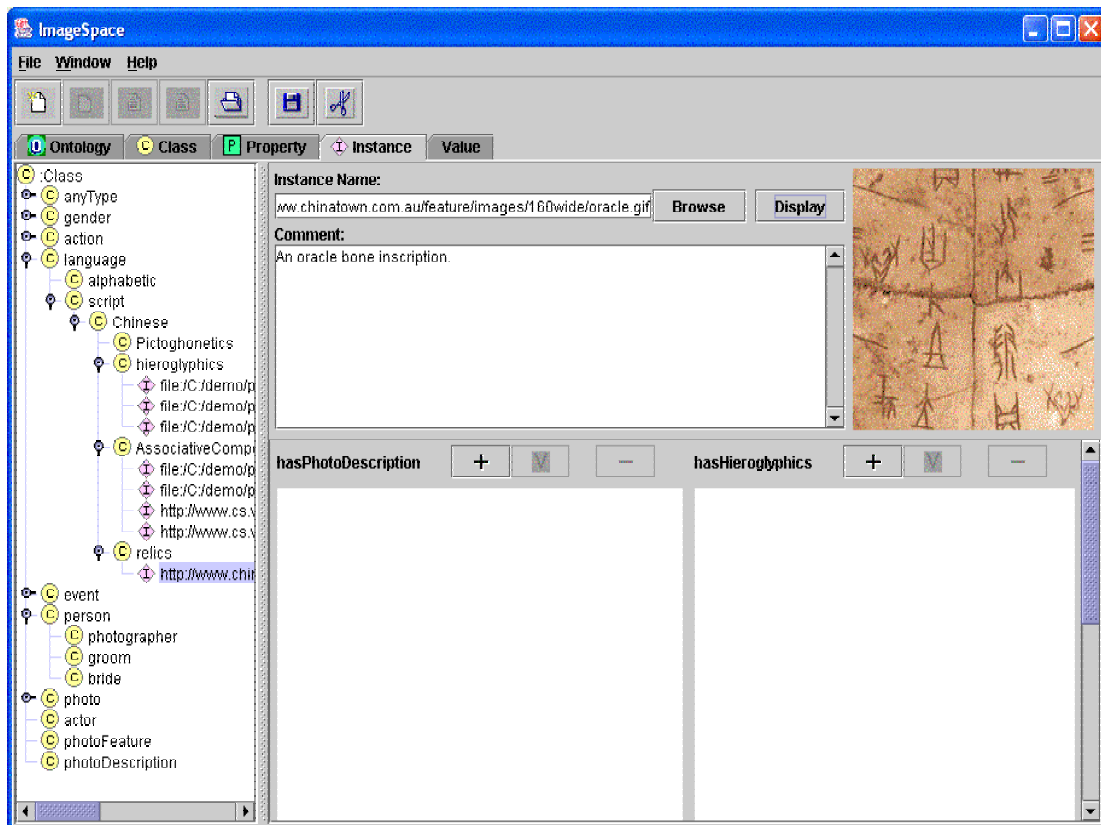 ImageSpace
File Window Help
Ontology Class Property Instance Value
:Class
anyType
gender
action
language
alphabetic
script
Chinese
Pictoghonetics
hieroglyphics
file:/C:/demo/p
file:/C:/demo/p
file:/C:/demo/p
AssociativeComp
file:/C:/demo/p
file:/C:/demo/p
http://www.cs.v
http://www.cs.v
relics
http://www.chin
event
person
photographer
groom
bride
photo
actor
photoFeature
photoDescription
Instance Name:
ww.chinatown.com.au/feature/images/160wide/oracle.gif Browse Display
Comment:
An oracle bone inscription.
hasPhotoDescription + V −
hasHieroglyphics + V −